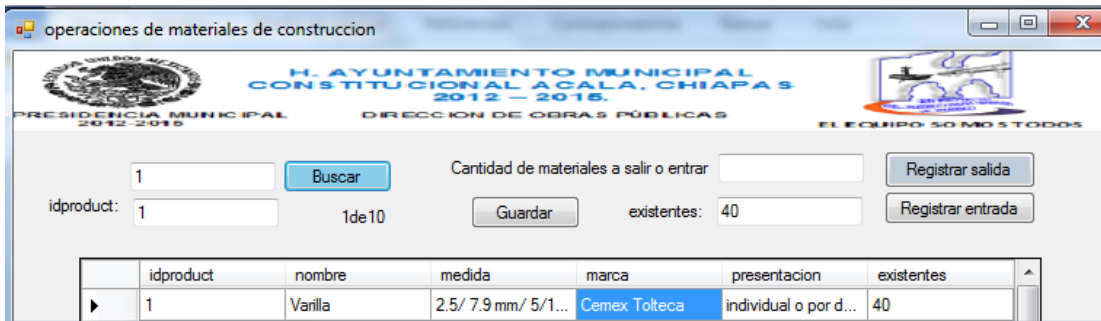 operaciones de materiales de construccion
H. AYUNTAMIENTO MUNICIPAL
CONSTITUCIONAL ACALA, CHIAPAS
2012 – 2015.
PRESIDENCIA MUNICIPAL
2012-2015
DIRECCION DE OBRAS PÚBLICAS
EL EQUIPO SOMOS TODOS
1
Buscar
Cantidad de materiales a salir o entrar
Registrar salida
idproduct:
1
1de10
Guardar
existentes:
40
Registrar entrada
idproduct nombre medida marca presentacion existentes
1 Varilla 2.5/ 7.9 mm/ 5/1... Cemex Tolteca individual o por d... 40